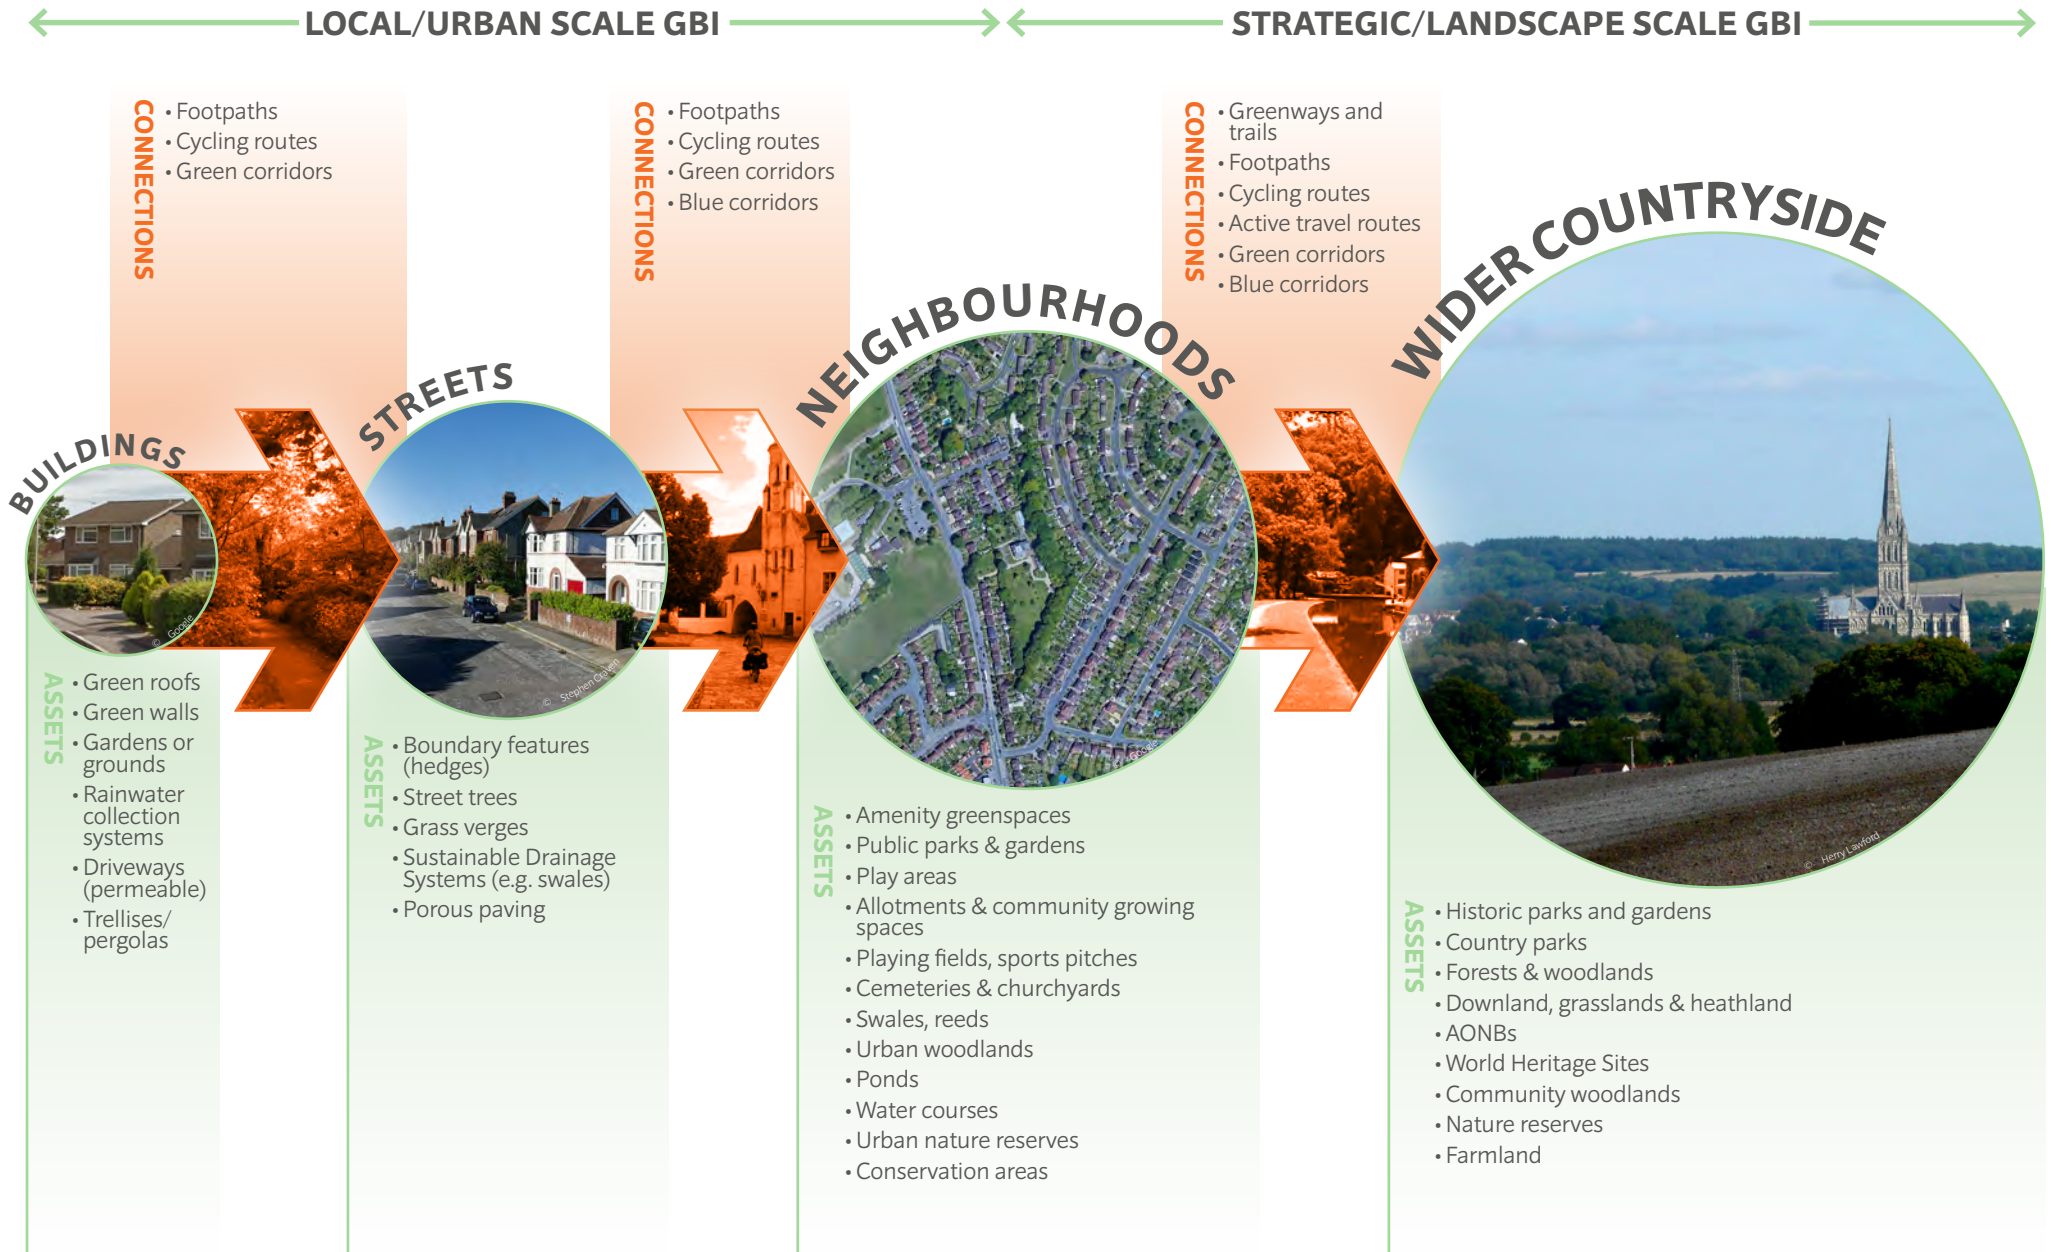 LOCAL/URBAN SCALE GBI
STRATEGIC/LANDSCAPE SCALE GBI
CONNECTIONS
• Footpaths
• Cycling routes
• Green corridors
CONNECTIONS
• Footpaths
• Cycling routes
• Green corridors
• Blue corridors
CONNECTIONS
• Greenways and
trails
• Footpaths
• Cycling routes
• Active travel routes
• Green corridors
• Blue corridors
BUILDINGS
© Google
ASSETS
• Green roofs
• Green walls
• Gardens or
grounds
• Rainwater
collection
systems
• Driveways
(permeable)
• Trellises/
pergolas
STREETS
© Stephen Craven
ASSETS
• Boundary features
(hedges)
• Street trees
• Grass verges
• Sustainable Drainage
Systems (e.g. swales)
• Porous paving
NEIGHBOURHOODS
© Google
ASSETS
• Amenity greenspaces
• Public parks & gardens
• Play areas
• Allotments & community growing
spaces
• Playing fields, sports pitches
• Cemeteries & churchyards
• Swales, reeds
• Urban woodlands
• Ponds
• Water courses
• Urban nature reserves
• Conservation areas
WIDER COUNTRYSIDE
© Herry Lawford
ASSETS
• Historic parks and gardens
• Country parks
• Forests & woodlands
• Downland, grasslands & heathland
• AONBs
• World Heritage Sites
• Community woodlands
• Nature reserves
• Farmland